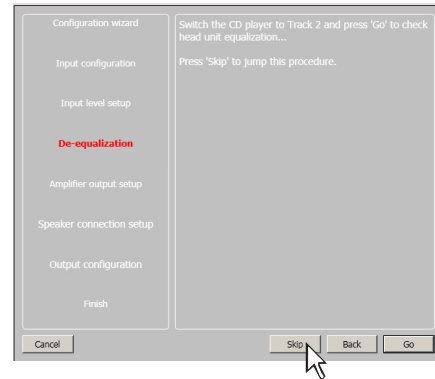 Configuration wizard
Input configuration
Input level setup
De-equalization
Amplifier output setup
Speaker connection setup
Output configuration
Finish
Switch the CD player to Track 2 and press 'Go' to check
head unit equalization...
Press 'Skip' to jump this procedure.
Cancel
Skip
Back
Go